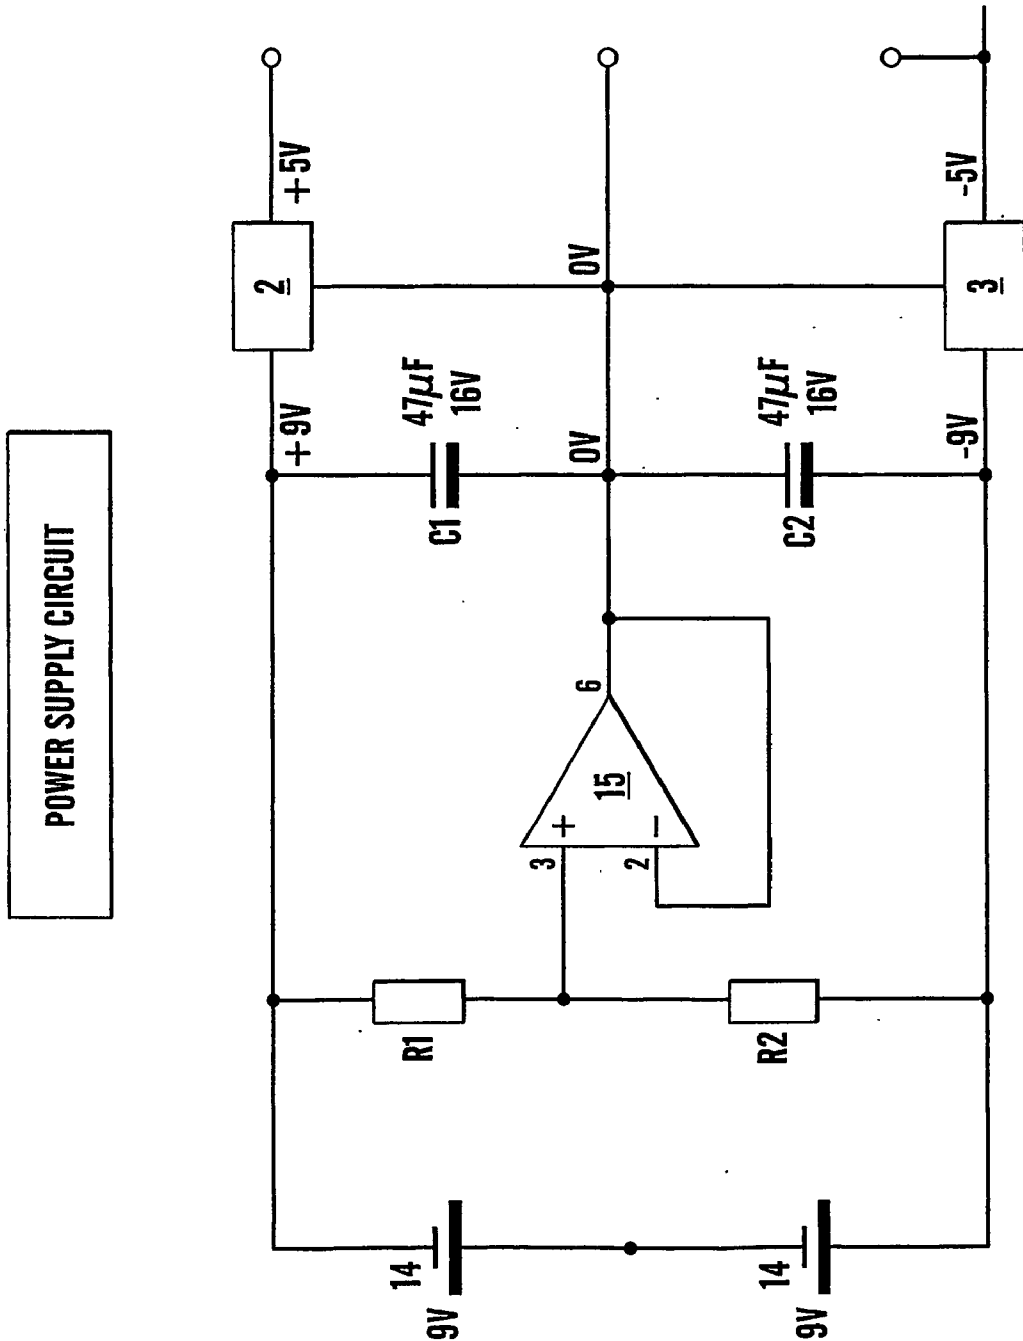 POWER SUPPLY CIRCUIT
9V
14
9V
14
R1
R2
3
+
2
−
15
6
C1
47μF
16V
C2
47μF
16V
+9V
0V
-9V
2
0V
3
+5V
-5V